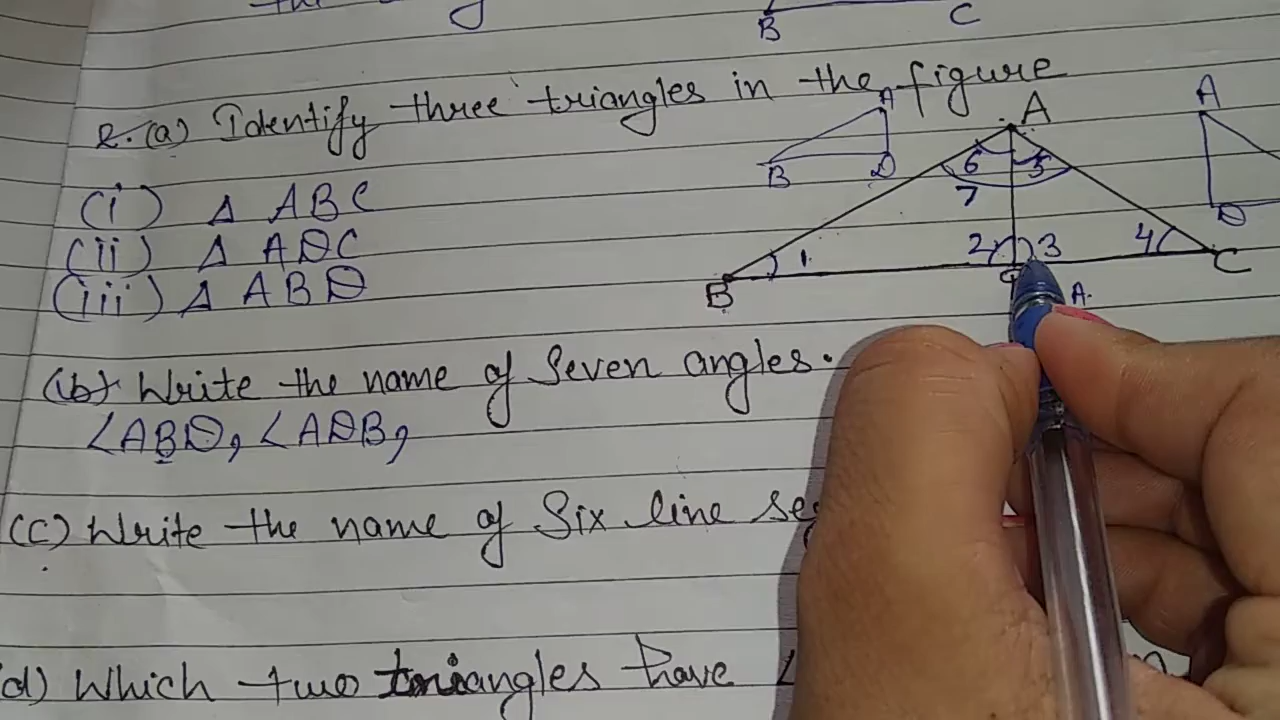 B C
2. (a) Identify three triangles in the figure
A A A
6 5
B D 7 D
(i) Δ ABC
2 3 4
(ii) Δ ADC
1 C
(iii) Δ ABD
B A.
(b) Write the name of Seven angles.
∠ABD, ∠ADB,
(c) Write the name of Six line
(d) Which two triangles have